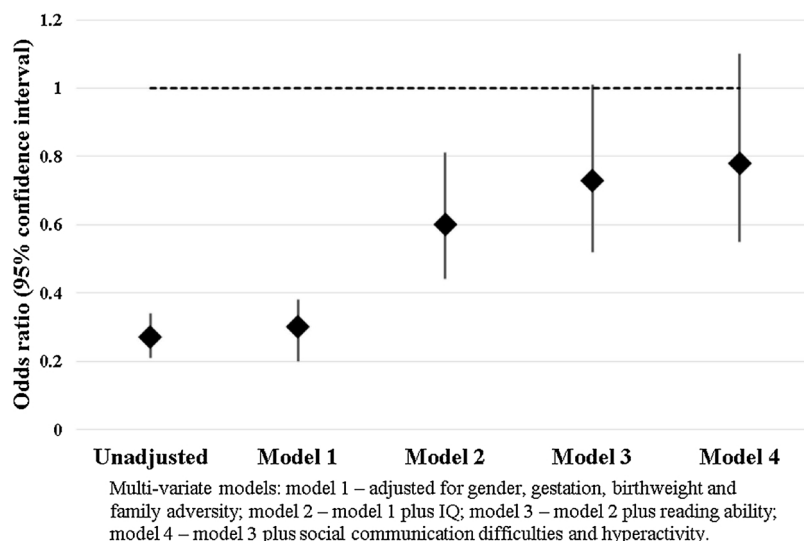 Odds ratio (95% confidence interval)
1.2
1
0.8
0.6
0.4
0.2
0
Unadjusted Model 1 Model 2 Model 3 Model 4
Multi-variate models: model 1 – adjusted for gender, gestation, birthweight and
family adversity; model 2 – model 1 plus IQ; model 3 – model 2 plus reading ability;
model 4 – model 3 plus social communication difficulties and hyperactivity.